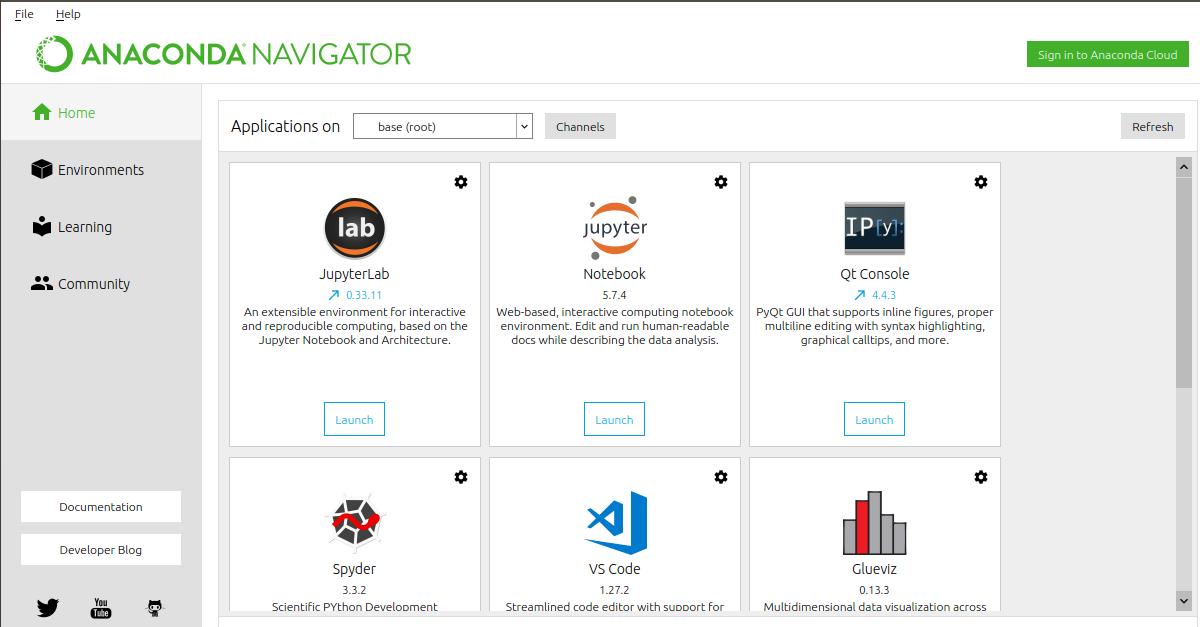 File Help
ANACONDA NAVIGATOR
Sign in to Anaconda Cloud
Home
Environments
Learning
Community
Documentation
Developer Blog
You
Tube
Applications on base (root) Channels Refresh
lab
JupyterLab
0.33.11
An extensible environment for interactive
and reproducible computing, based on the
Jupyter Notebook and Architecture.
Launch
jupyter
Notebook
5.7.4
Web-based, interactive computing notebook
environment. Edit and run human-readable
docs while describing the data analysis.
Launch
IP[y]:
Qt Console
4.4.3
PyQt GUI that supports inline figures, proper
multiline editing with syntax highlighting,
graphical calltips, and more.
Launch
Spyder
3.3.2
Scientific PYthon Development
VS Code
1.27.2
Streamlined code editor with support for
Glueviz
0.13.3
Multidimensional data visualization across